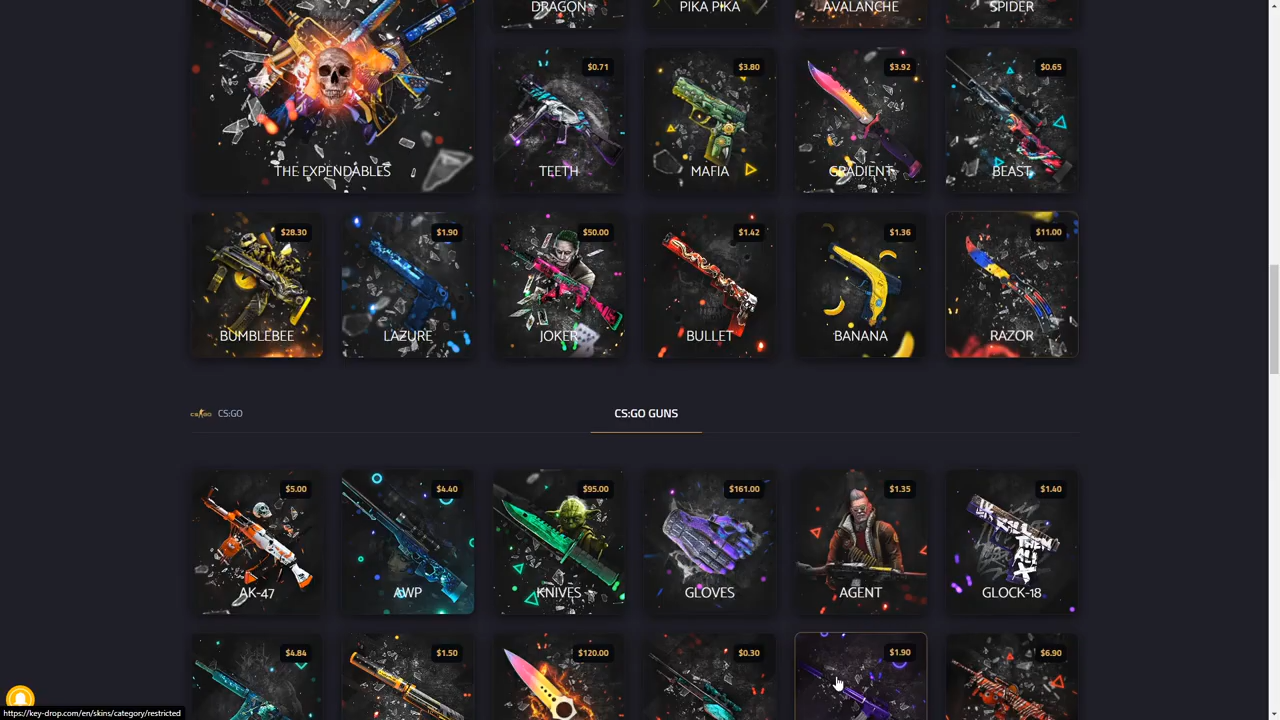 DRAGON
PIKA PIKA
AVALANCHE
SPIDER
$0.71
$3.80
$3.92
$0.65
THE EXPENDABLES
TEETH
MAFIA
GRADIENT
BEAST
$28.30
$1.90
$50.00
$1.42
$1.36
$11.00
BUMBLEBEE
LAZURE
JOKER
BULLET
BANANA
RAZOR
CS:GO
CS:GO
CS:GO GUNS
$5.00
$4.40
$95.00
$161.00
$1.35
$1.40
AK-47
AWP
KNIVES
GLOVES
AGENT
GLOCK-18
$4.84
$1.50
$120.00
$0.30
$1.90
$6.90
https://key-drop.com/en/skins/category/restricted